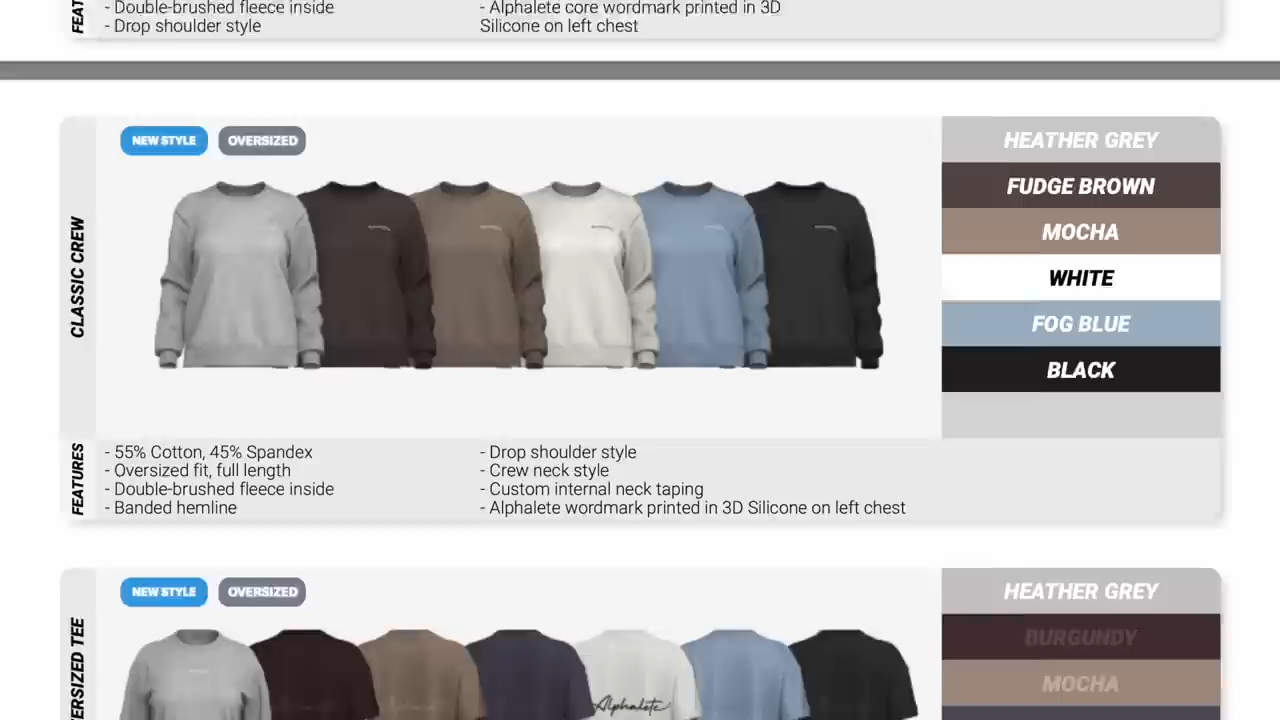 - Double-brushed fleece inside
- Drop shoulder style
- Alphalete core wordmark printed in 3D
Silicone on left chest
NEW STYLE
OVERSIZED
CLASSIC CREW
HEATHER GREY
FUDGE BROWN
MOCHA
WHITE
FOG BLUE
BLACK
FEATURES
- 55% Cotton, 45% Spandex
- Oversized fit, full length
- Double-brushed fleece inside
- Banded hemline
- Drop shoulder style
- Crew neck style
- Custom internal neck taping
- Alphalete wordmark printed in 3D Silicone on left chest
NEW STYLE
OVERSIZED
Alphalete
HEATHER GREY
BURGUNDY
MOCHA